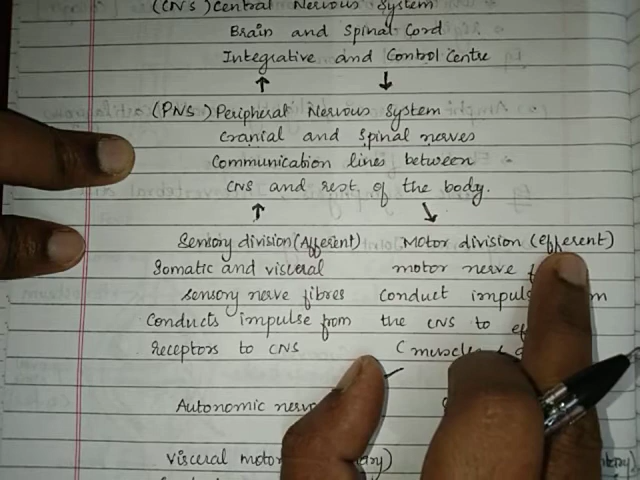 (CNS) Central Nervous System
Brain and Spinal Cord
Integrative and Control Centre
(PNS) Peripheral Nervous System
Cranial and Spinal nerves
Communication lines between
CNS and rest of the body.
Sensory division (Afferent) Motor division (efferent)
Somatic and visceral motor nerve
sensory nerve fibres conduct
Conducts impulse from the CNS to
receptors to CNS (muscles
Autonomic
visceral motor